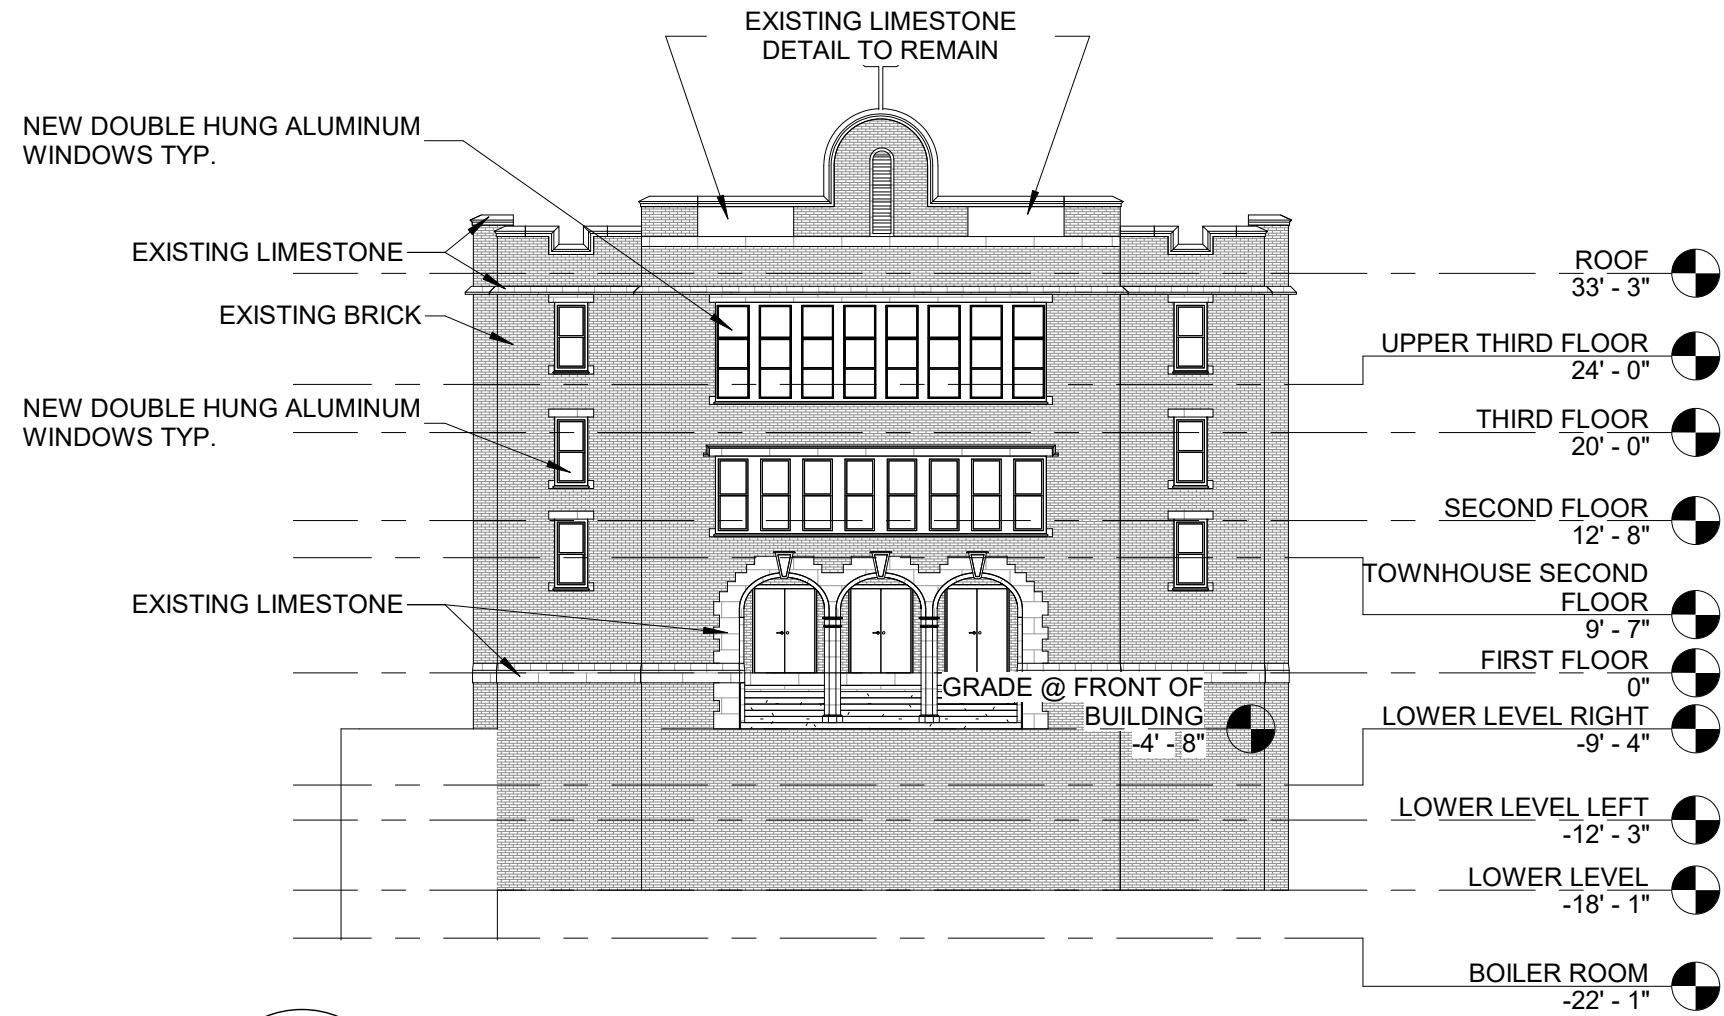 EXISTING LIMESTONE
DETAIL TO REMAIN
NEW DOUBLE HUNG ALUMINUM
WINDOWS TYP.
EXISTING LIMESTONE
EXISTING BRICK
NEW DOUBLE HUNG ALUMINUM
WINDOWS TYP.
EXISTING LIMESTONE
ROOF
33' - 3"
UPPER THIRD FLOOR
24' - 0"
THIRD FLOOR
20' - 0"
SECOND FLOOR
12' - 8"
TOWNHOUSE SECOND
FLOOR
9' - 7"
FIRST FLOOR
0"
GRADE @ FRONT OF
BUILDING
-4' - 8"
LOWER LEVEL RIGHT
-9' - 4"
LOWER LEVEL LEFT
-12' - 3"
LOWER LEVEL
-18' - 1"
BOILER ROOM
-22' - 1"